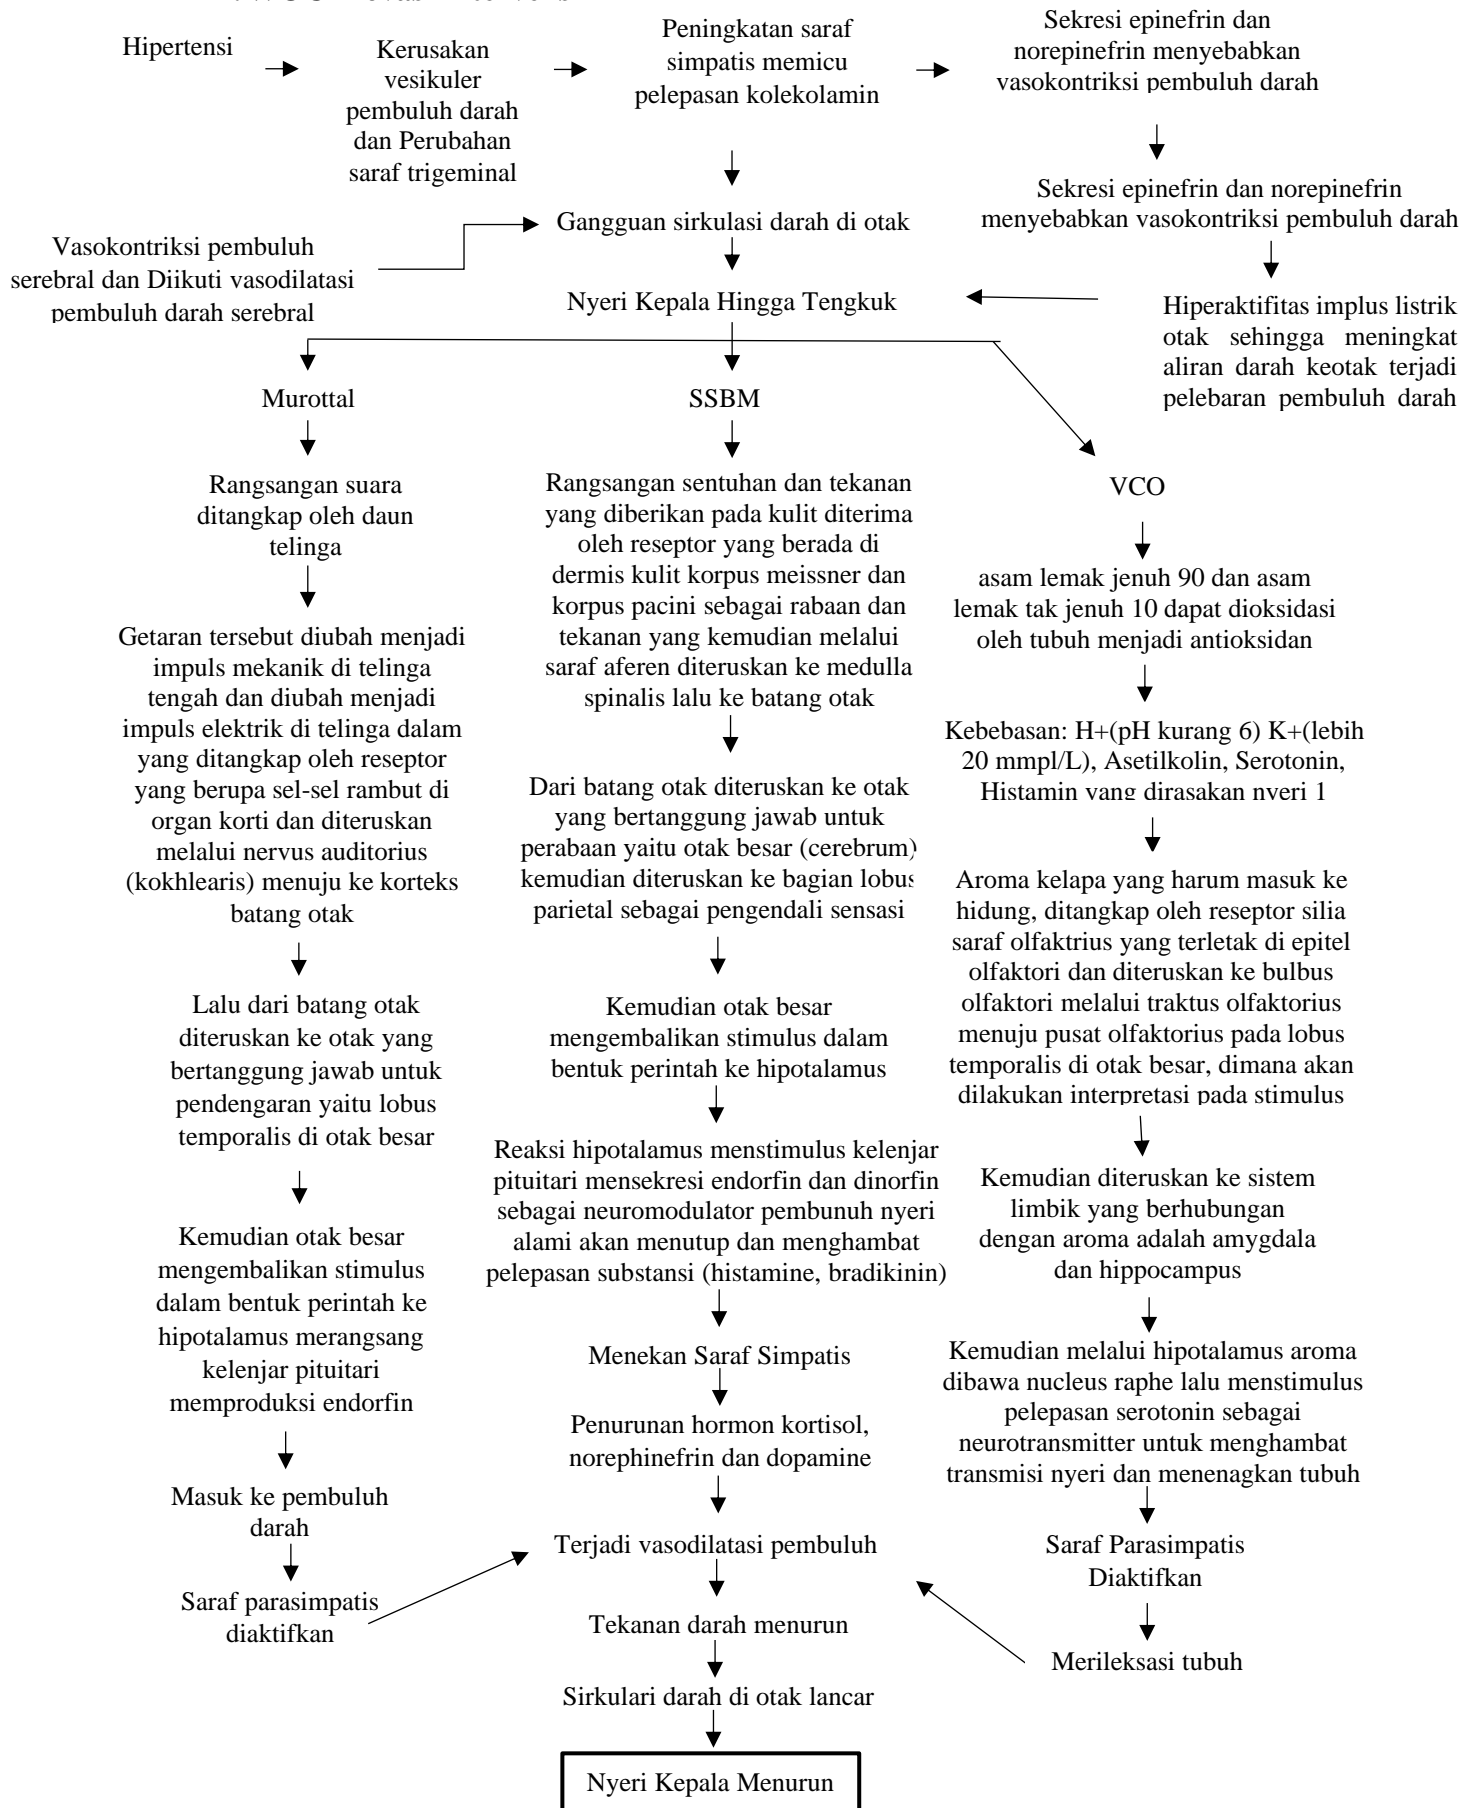 Hipertensi
Kerusakan
vesikuler
pembuluh darah
dan Perubahan
saraf trigeminal
Peningkatan saraf
simpatis memicu
pelepasan kolekolamin
Sekresi epinefrin dan
norepinefrin menyebabkan
vasokontriksi pembuluh darah
Sekresi epinefrin dan norepinefrin
menyebabkan vasokontriksi pembuluh darah
Gangguan sirkulasi darah di otak
Vasokontriksi pembuluh
serebral dan Diikuti vasodilatasi
pembuluh darah serebral
Nyeri Kepala Hingga Tengkuk
Hiperaktifitas implus listrik
otak sehingga meningkat
aliran darah keotak terjadi
pelebaran pembuluh darah
Murottal
Rangsangan suara
ditangkap oleh daun
telinga
Getaran tersebut diubah menjadi
impuls mekanik di telinga
tengah dan diubah menjadi
impuls elektrik di telinga dalam
yang ditangkap oleh reseptor
yang berupa sel-sel rambut di
organ korti dan diteruskan
melalui nervus auditorius
(kokhlearis) menuju ke korteks
batang otak
Lalu dari batang otak
diteruskan ke otak yang
bertanggung jawab untuk
pendengaran yaitu lobus
temporalis di otak besar
Kemudian otak besar
mengembalikan stimulus
dalam bentuk perintah ke
hipotalamus merangsang
kelenjar pituitari
memproduksi endorfin
Masuk ke pembuluh
darah
Saraf parasimpatis
diaktifkan
SSBM
Rangsangan sentuhan dan tekanan
yang diberikan pada kulit diterima
oleh reseptor yang berada di
dermis kulit korpus meissner dan
korpus pacini sebagai rabaan dan
tekanan yang kemudian melalui
saraf aferen diteruskan ke medulla
spinalis lalu ke batang otak
Dari batang otak diteruskan ke otak
yang bertanggung jawab untuk
perabaan yaitu otak besar (cerebrum)
kemudian diteruskan ke bagian lobus
parietal sebagai pengendali sensasi
Kemudian otak besar
mengembalikan stimulus dalam
bentuk perintah ke hipotalamus
Reaksi hipotalamus menstimulus kelenjar
pituitari mensekresi endorfin dan dinorfin
sebagai neuromodulator pembunuh nyeri
alami akan menutup dan menghambat
pelepasan substansi (histamine, bradikinin)
Menekan Saraf Simpatis
Penurunan hormon kortisol,
norephinefrin dan dopamine
Terjadi vasodilatasi pembuluh
Tekanan darah menurun
Sirkulari darah di otak lancar
Nyeri Kepala Menurun
VCO
asam lemak jenuh 90 dan asam
lemak tak jenuh 10 dapat dioksidasi
oleh tubuh menjadi antioksidan
Kebebasan: H+(pH kurang 6) K+(lebih
20 mmpl/L), Asetilkolin, Serotonin,
Histamin yang dirasakan nyeri 1
Aroma kelapa yang harum masuk ke
hidung, ditangkap oleh reseptor silia
saraf olfaktrius yang terletak di epitel
olfaktori dan diteruskan ke bulbus
olfaktori melalui traktus olfaktorius
menuju pusat olfaktorius pada lobus
temporalis di otak besar, dimana akan
dilakukan interpretasi pada stimulus
Kemudian diteruskan ke sistem
limbik yang berhubungan
dengan aroma adalah amygdala
dan hippocampus
Kemudian melalui hipotalamus aroma
dibawa nucleus raphe lalu menstimulus
pelepasan serotonin sebagai
neurotransmitter untuk menghambat
transmisi nyeri dan menenagkan tubuh
Saraf Parasimpatis
Diaktifkan
Merileksasi tubuh